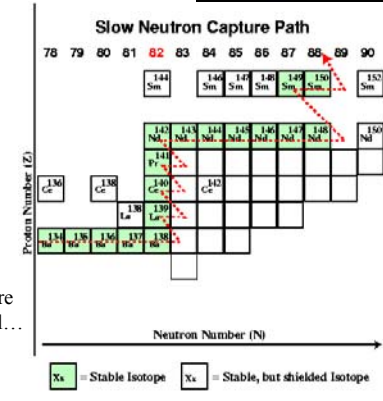 Slow Neutron Capture Path
78 79 80 81 82 83 84 85 86 87 88 89 90
144 Sm 146 Sm 147 Sm 148 Sm 149 Sm 150 Sm 152 Sm
142 Nd 143 Nd 144 Nd 145 Nd 146 Nd 147 Nd 148 Nd 150 Nd
141 Pr
136 Ce 138 Ce 140 Ce 142 Ce
138 La 139 La
134 Ba 135 Ba 136 Ba 137 Ba 138 Ba
Proton Number (Z)
re
l…
Neutron Number (N)
Xx = Stable Isotope Xx = Stable, but shielded Isotope